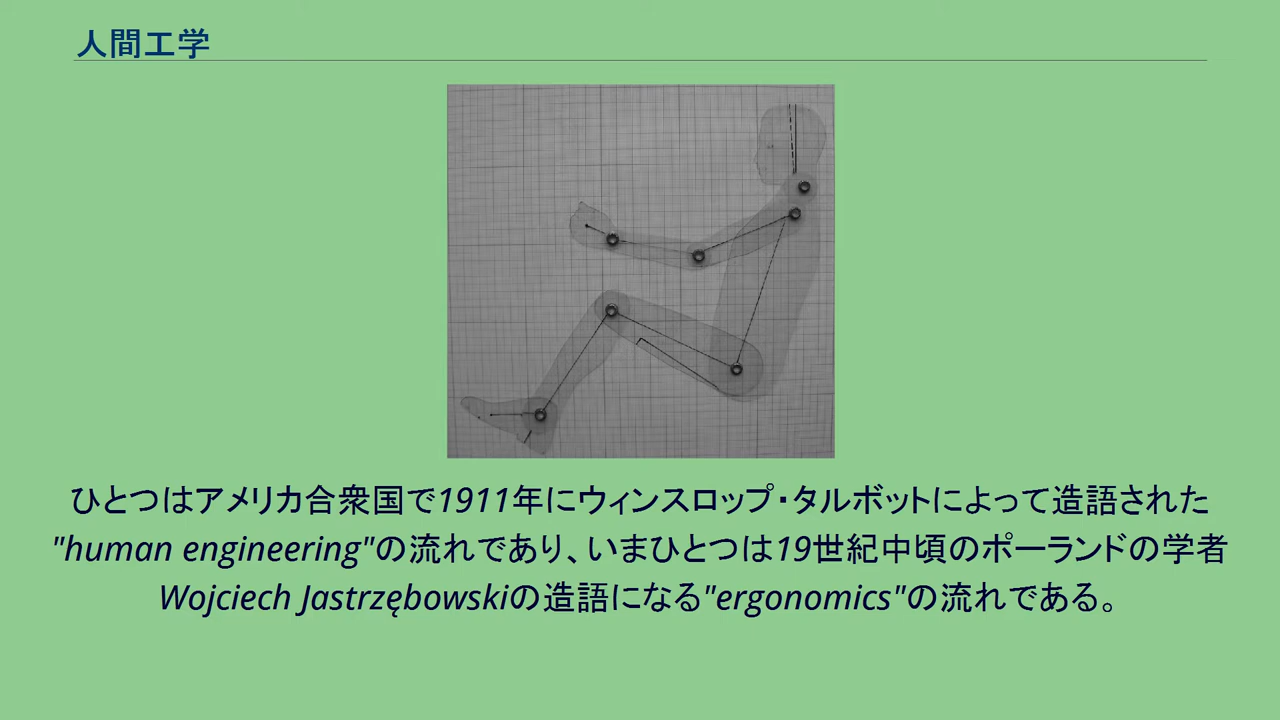 人間工学
ひとつはアメリカ合衆国で1911年にウィンスロップ・タルボットによって造語された
"human engineering"の流れであり、いまひとつは19世紀中頃のポーランドの学者
Wojciech Jastrzębowskiの造語になる"ergonomics"の流れである。